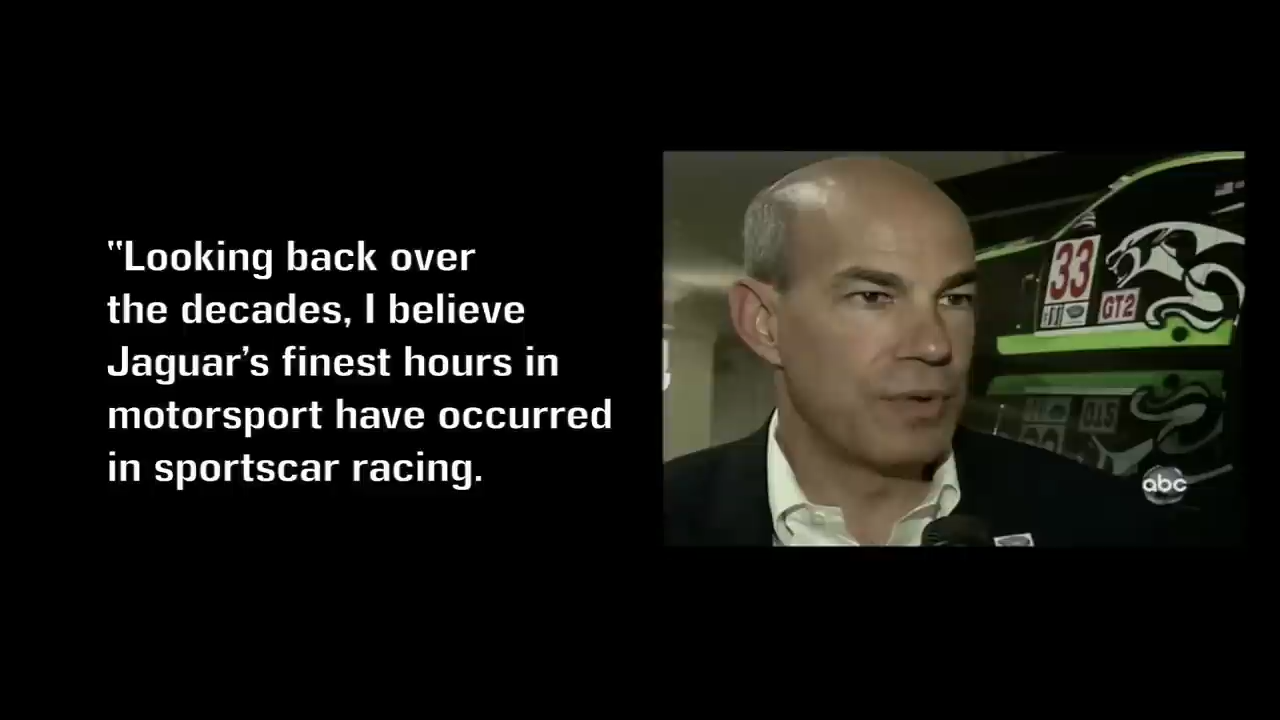 “Looking back over
the decades, I believe
Jaguar’s finest hours in
motorsport have occurred
in sportscar racing.
33
GT2
abc